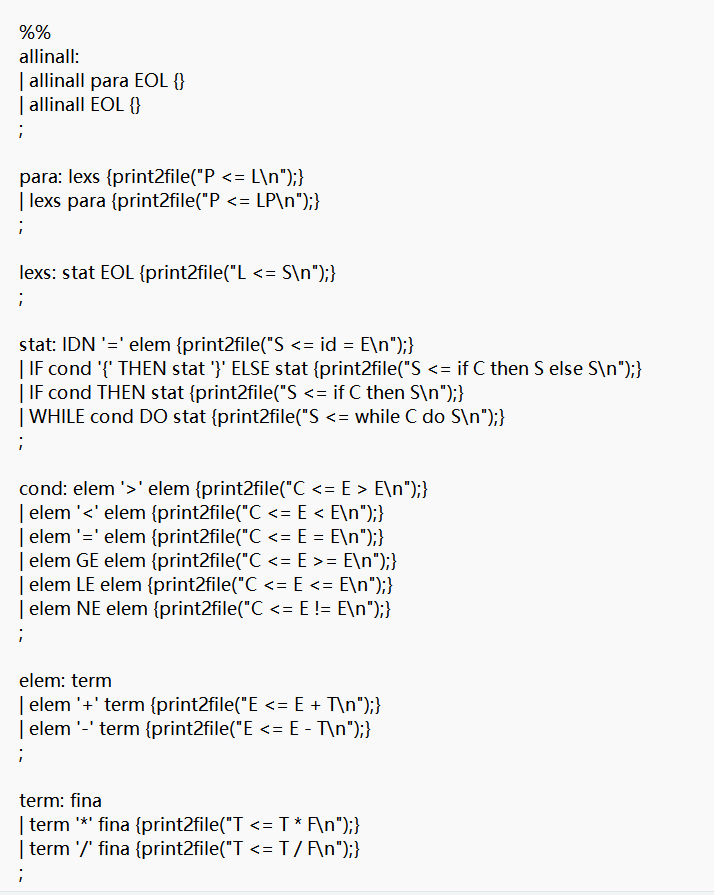 %%
allinall:
| allinall para EOL {}
| allinall EOL {}
;
para: lexs {print2file("P <= L\n");}
| lexs para {print2file("P <= LP\n");}
;
lexs: stat EOL {print2file("L <= S\n");}
;
stat: IDN '=' elem {print2file("S <= id = E\n");}
| IF cond '{' THEN stat '}' ELSE stat {print2file("S <= if C then S else S\n");}
| IF cond THEN stat {print2file("S <= if C then S\n");}
| WHILE cond DO stat {print2file("S <= while C do S\n");}
;
cond: elem '>' elem {print2file("C <= E > E\n");}
| elem '<' elem {print2file("C <= E < E\n");}
| elem '=' elem {print2file("C <= E = E\n");}
| elem GE elem {print2file("C <= E >= E\n");}
| elem LE elem {print2file("C <= E <= E\n");}
| elem NE elem {print2file("C <= E != E\n");}
;
elem: term
| elem '+' term {print2file("E <= E + T\n");}
| elem '-' term {print2file("E <= E - T\n");}
;
term: fina
| term '*' fina {print2file("T <= T * F\n");}
| term '/' fina {print2file("T <= T / F\n");}
;